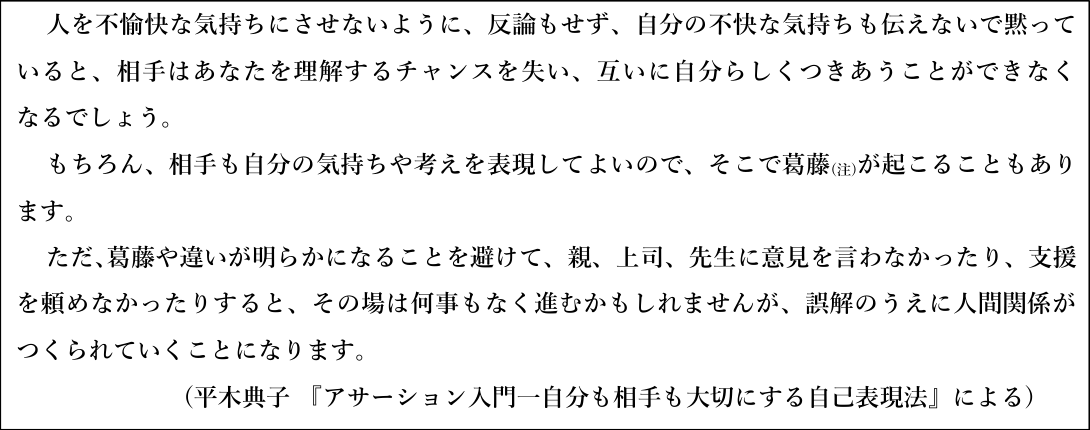 人を不愉快な気持ちにさせないように、反論もせず、自分の不快な気持ちも伝えないで黙って
いると、相手はあなたを理解するチャンスを失い、互いに自分らしくつきあうことができなく
なるでしょう。
もちろん、相手も自分の気持ちや考えを表現してよいので、そこで葛藤(注)が起こることもあり
ます。
ただ、葛藤や違いが明らかになることを避けて、親、上司、先生に意見を言わなかったり、支援
を頼めなかったりすると、その場は何事もなく進むかもしれませんが、誤解のうえに人間関係が
つくられていくことになります。
（平木典子 『アサーション入門一自分も相手も大切にする自己表現法』による）